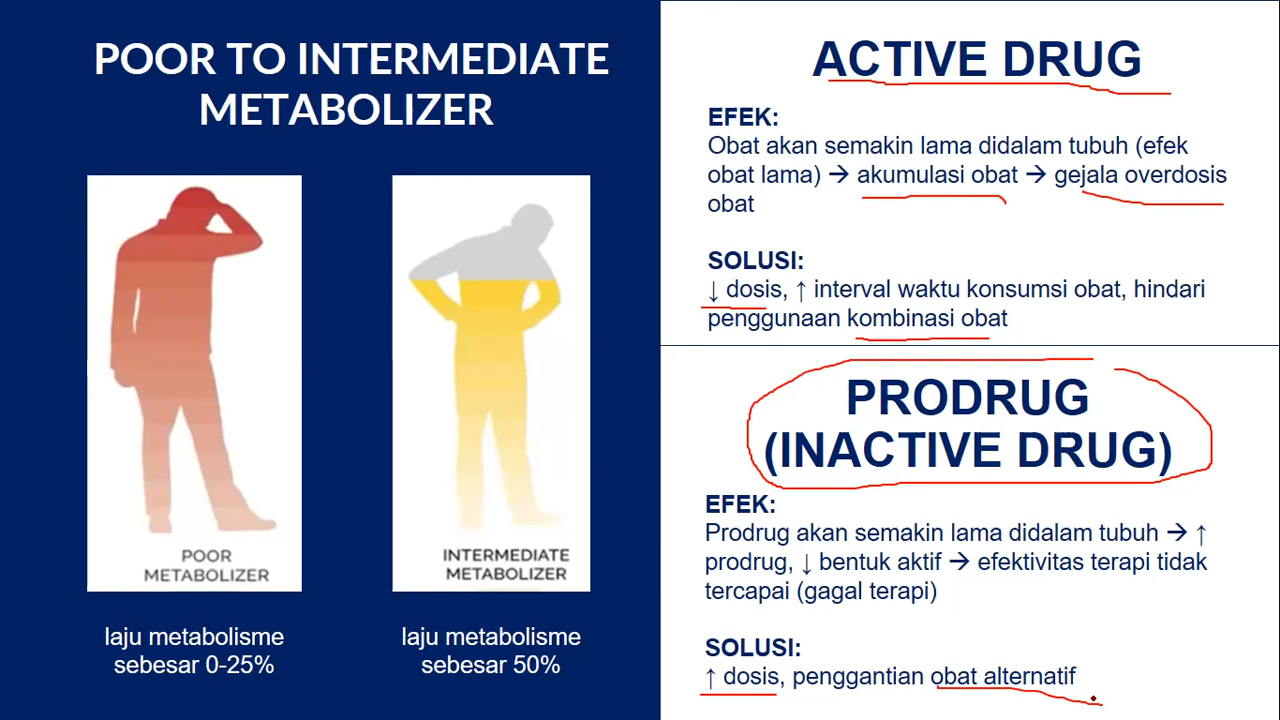 POOR TO INTERMEDIATE
METABOLIZER
POOR
METABOLIZER
INTERMEDIATE
METABOLIZER
laju metabolisme
sebesar 0-25%
laju metabolisme
sebesar 50%
ACTIVE DRUG
EFEK:
Obat akan semakin lama didalam tubuh (efek
obat lama) → akumulasi obat → gejala overdosis
obat
SOLUSI:
↓ dosis, ↑ interval waktu konsumsi obat, hindari
penggunaan kombinasi obat
PRODRUG
(INACTIVE DRUG)
EFEK:
Prodrug akan semakin lama didalam tubuh → ↑
prodrug, ↓ bentuk aktif → efektivitas terapi tidak
tercapai (gagal terapi)
SOLUSI:
↑ dosis, penggantian obat alternatif